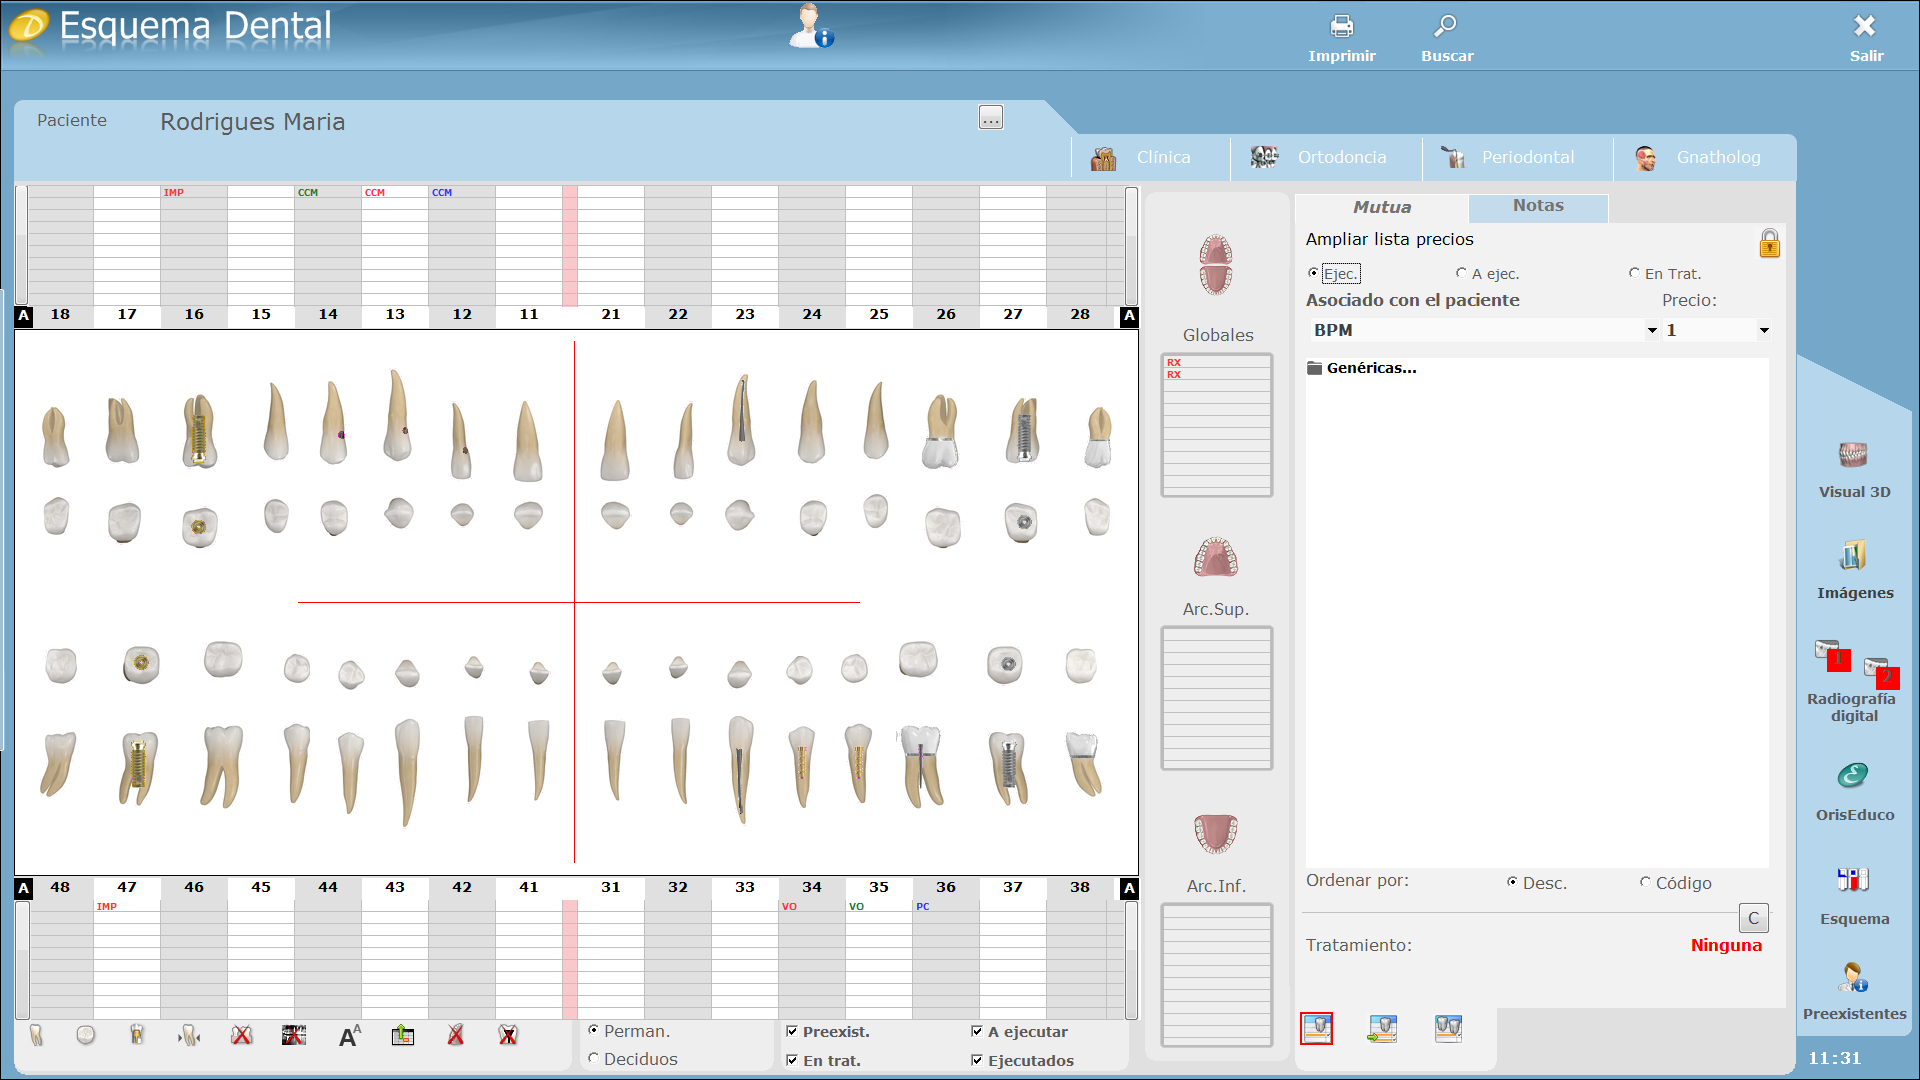 Esquema Dental
Imprimir
Buscar
Salir
Paciente
Rodrigues Maria
...
Clínica
Ortodoncia
Periodontal
Gnatholog
IMP CCM CCM CCM
A 18 17 16 15 14 13 12 11 21 22 23 24 25 26 27 28 A
A 48 47 46 45 44 43 42 41 31 32 33 34 35 36 37 38 A
IMP VO VO PC
A A
Perman.
Deciduos
Preexist.
A ejecutar
En trat.
Ejecutados
Globales
RX
RX
Arc.Sup.
Arc.Inf.
Mutua
Notas
Ampliar lista precios
Ejec.
A ejec.
En Trat.
Asociado con el paciente
Precio:
BPM
1
Genéricas...
Ordenar por:
Desc.
Código
C
Tratamiento:
Ninguna
Visual 3D
Imágenes
1
2
Radiografía
digital
OrisEduco
Esquema
Preexistentes
11:31